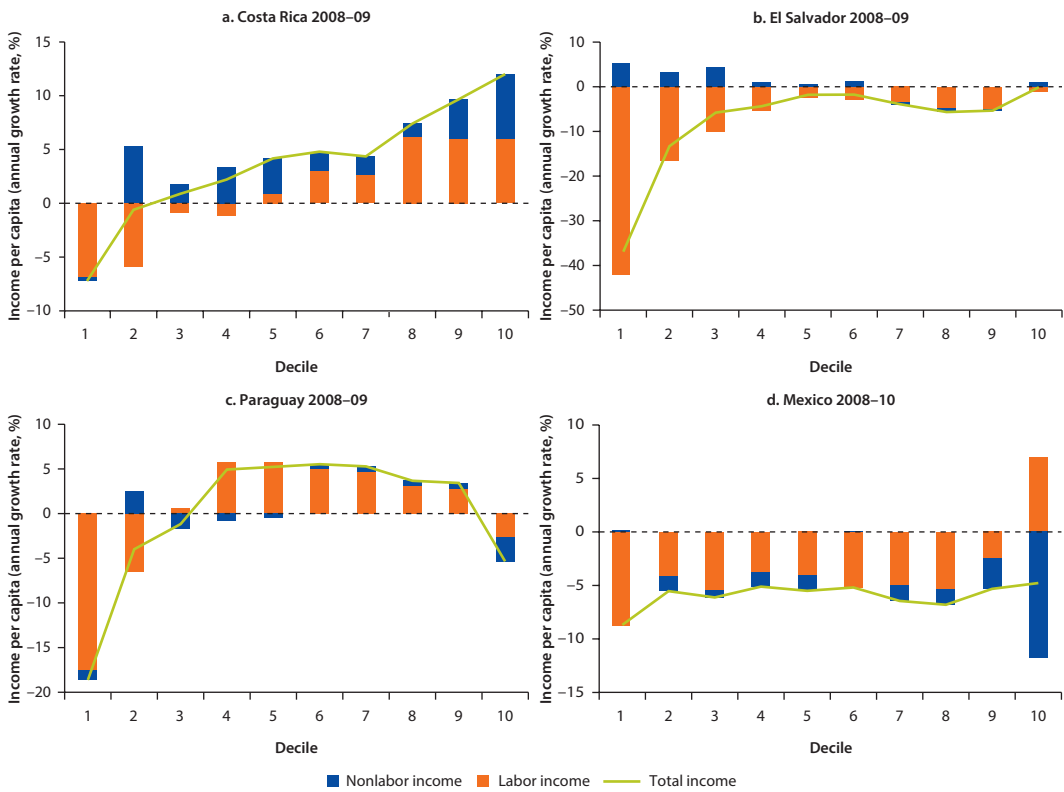 a. Costa Rica 2008–09
Income per capita (annual growth rate, %)
15
10
5
0
–5
–10
1 2 3 4 5 6 7 8 9 10
Decile
b. El Salvador 2008–09
Income per capita (annual growth rate, %)
10
0
–10
–20
–30
–40
–50
1 2 3 4 5 6 7 8 9 10
Decile
c. Paraguay 2008–09
Income per capita (annual growth rate, %)
10
5
0
–5
–10
–15
–20
1 2 3 4 5 6 7 8 9 10
Decile
d. Mexico 2008–10
Income per capita (annual growth rate, %)
10
5
0
–5
–10
–15
1 2 3 4 5 6 7 8 9 10
Decile
Nonlabor income Labor income Total income